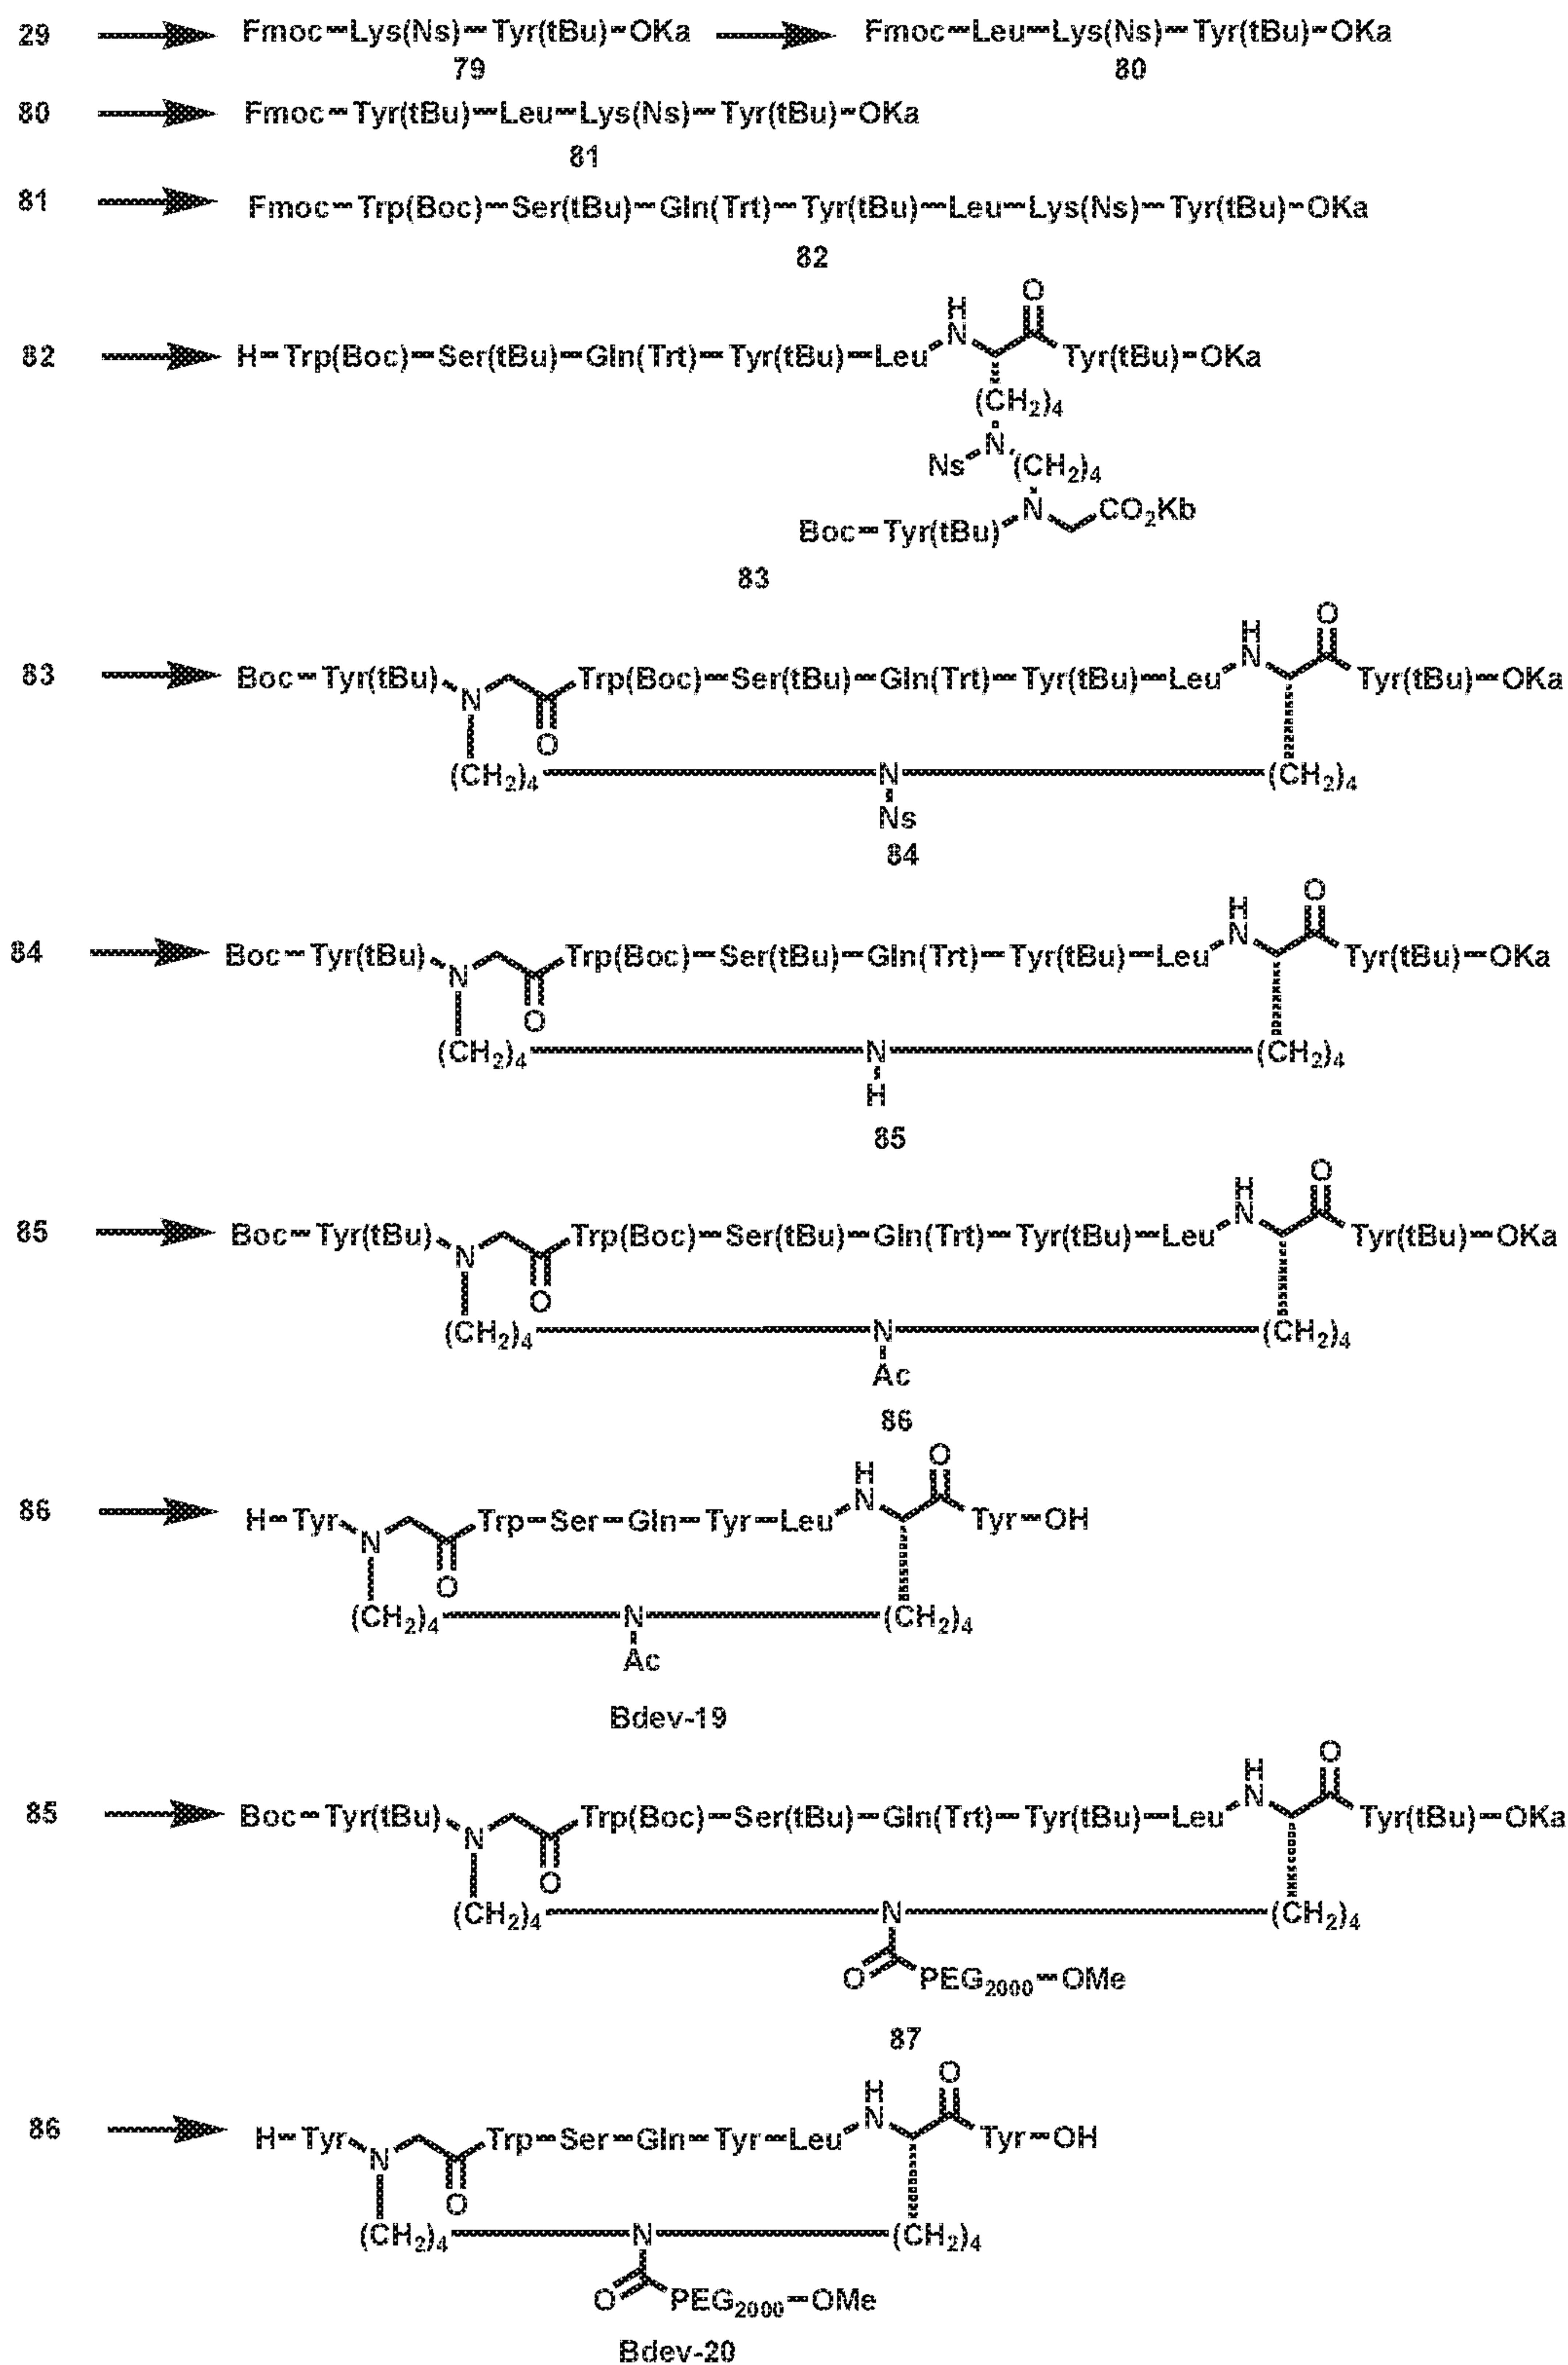 29 Fmoc-Lys(Ns)-Tyr(tBu)-OKa Fmoc-Leu-Lys(Ns)-Tyr(tBu)-OKa
79 80
80 Fmoc-Tyr(tBu)-Leu-Lys(Ns)-Tyr(tBu)-OKa
81
81 Fmoc-Trp(Boc)-Ser(tBu)-Gln(Trt)-Tyr(tBu)-Leu-Lys(Ns)-Tyr(tBu)-OKa
82
H O
N
82 H-Trp(Boc)-Ser(tBu)-Gln(Trt)-Tyr(tBu)-Leu Tyr(tBu)-OKa
(CH2)4
N
Ns (CH2)4
N CO2Kb
Boc-Tyr(tBu)
83
H O
N
83 Boc-Tyr(tBu) Trp(Boc)-Ser(tBu)-Gln(Trt)-Tyr(tBu)-Leu Tyr(tBu)-OKa
N
O
(CH2)4 N (CH2)4
Ns
84
H O
N
84 Boc-Tyr(tBu) Trp(Boc)-Ser(tBu)-Gln(Trt)-Tyr(tBu)-Leu Tyr(tBu)-OKa
N
O
(CH2)4 N (CH2)4
H
85
H O
N
85 Boc-Tyr(tBu) Trp(Boc)-Ser(tBu)-Gln(Trt)-Tyr(tBu)-Leu Tyr(tBu)-OKa
N
O
(CH2)4 N (CH2)4
Ac
86
H O
N
86 H-Tyr Trp-Ser-Gln-Tyr-Leu Tyr-OH
N
O
(CH2)4 N (CH2)4
Ac
Bdev-19
H O
N
85 Boc-Tyr(tBu) Trp(Boc)-Ser(tBu)-Gln(Trt)-Tyr(tBu)-Leu Tyr(tBu)-OKa
N
O
(CH2)4 N (CH2)4
O PEG2000-OMe
87
H O
N
86 H-Tyr Trp-Ser-Gln-Tyr-Leu Tyr-OH
N
O
(CH2)4 N (CH2)4
O PEG2000-OMe
Bdev-20